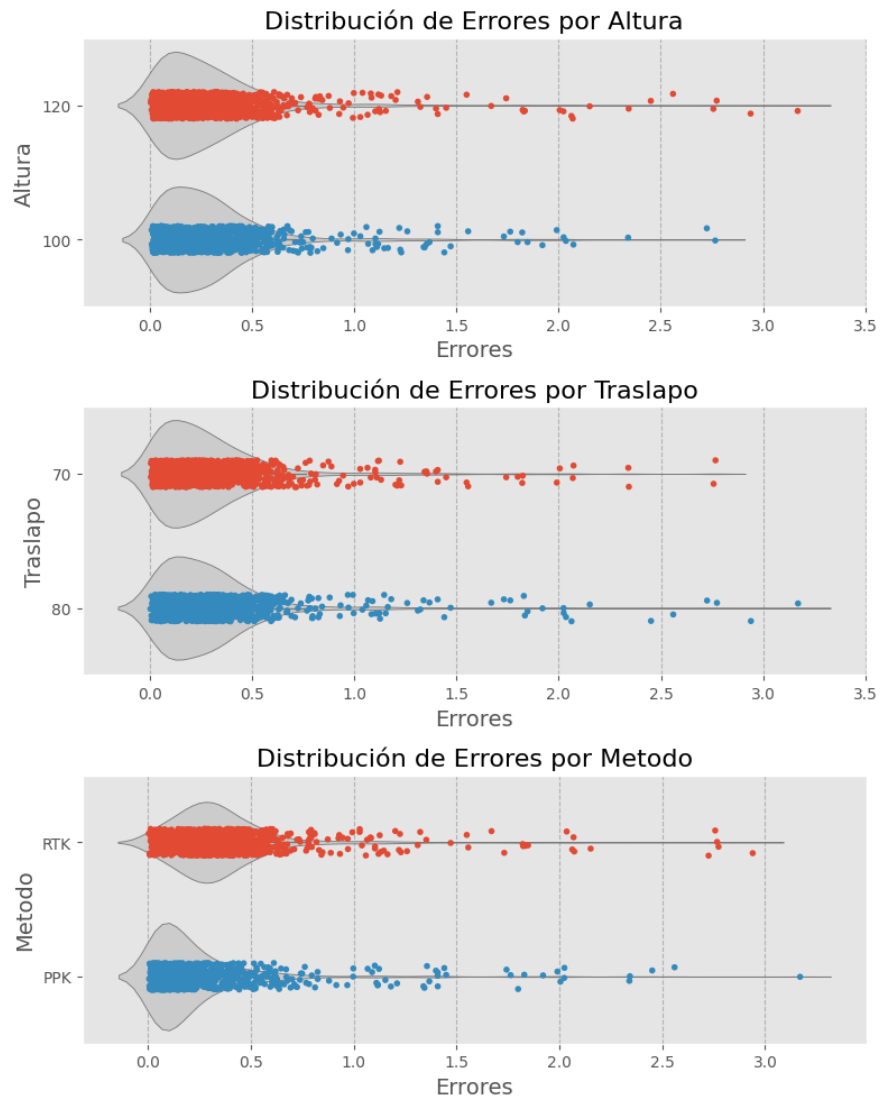 Distribución de Errores por Altura
120
100
Altura
0.0 0.5 1.0 1.5 2.0 2.5 3.0 3.5
Errores
Distribución de Errores por Traslapo
70
80
Traslapo
0.0 0.5 1.0 1.5 2.0 2.5 3.0 3.5
Errores
Distribución de Errores por Metodo
RTK
PPK
Metodo
0.0 0.5 1.0 1.5 2.0 2.5 3.0
Errores